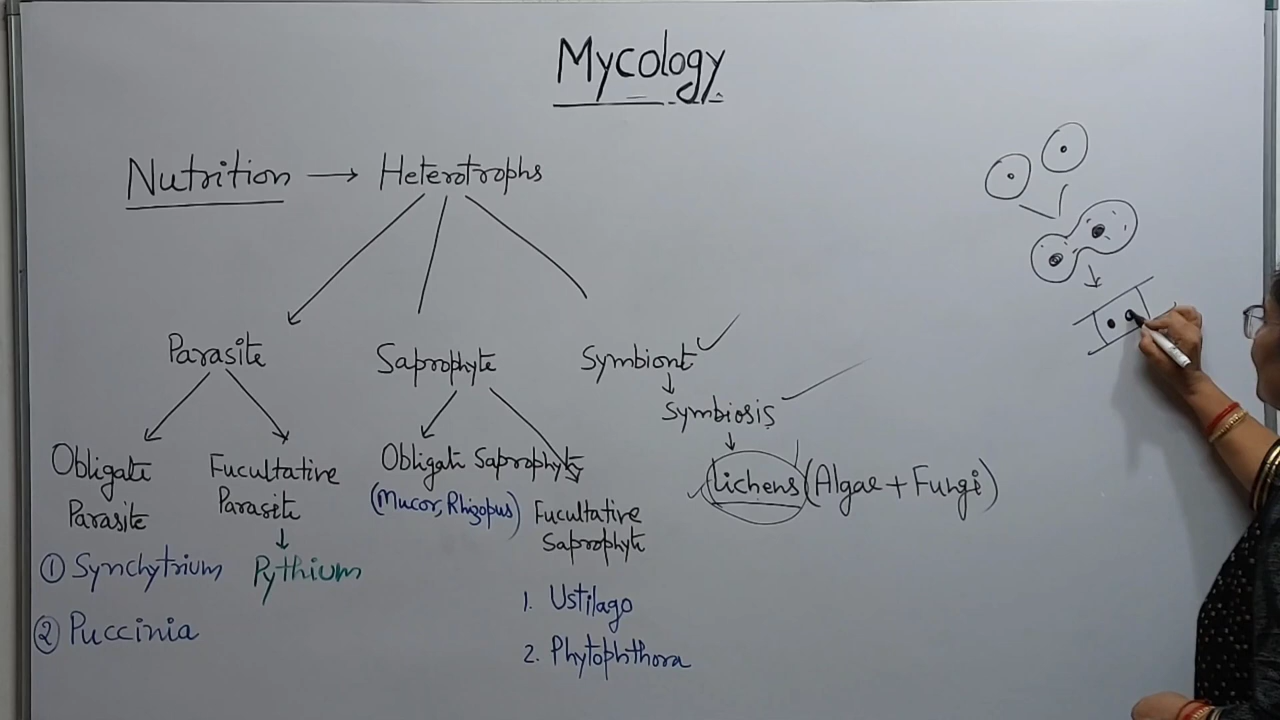 Mycology
Nutrition → Heterotrophs
Parasite
Saprophyte
Symbiont
Symbiosis
Lichens (Algae + Fungi)
Obligate
Parasite
① Synchytrium
② Puccinia
Fucultative
Parasite
Pythium
Obligate Saprophyte
(Mucor, Rhizopus)
Fucultative
Saprophyte
1. Ustilago
2. Phytophthora